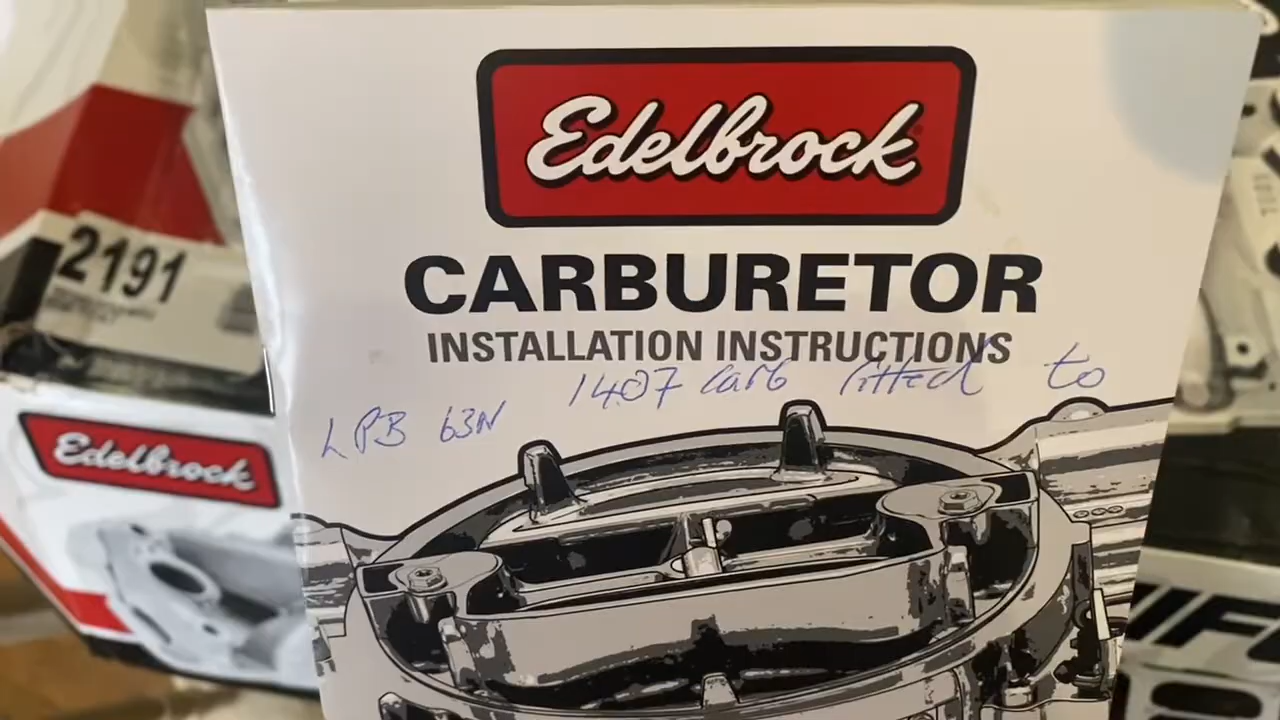 Edelbrock
CARBURETOR
INSTALLATION INSTRUCTIONS
1407 Carb fitted to
LPB 63N
2191
Edelbrock